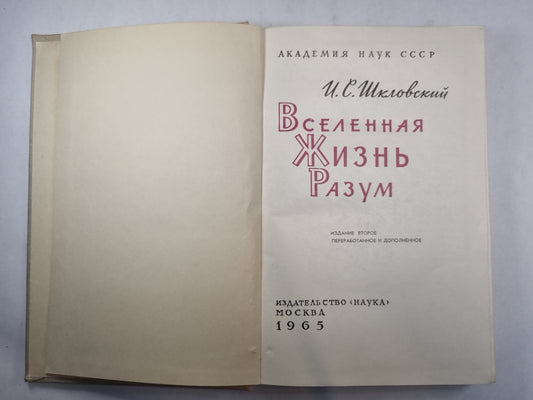 АКАДЕМИЯ НАУК СССР
И. С. Шкловский
ВСЕЛЕННАЯ
ЖИЗНЬ
РАЗУМ
ИЗДАНИЕ ВТОРОЕ
ПЕРЕРАБОТАННОЕ И ДОПОЛНЕННОЕ
ИЗДАТЕЛЬСТВО «НАУКА»
МОСКВА
1965